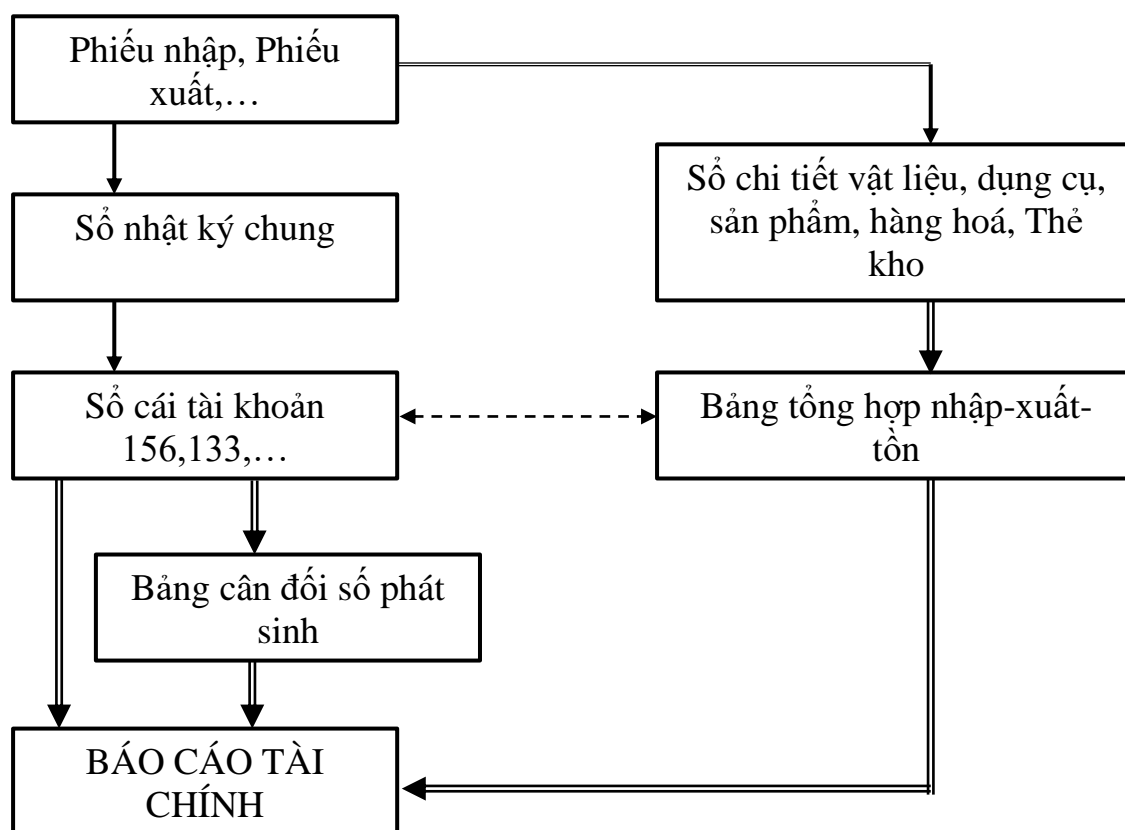 Phiếu nhập, Phiếu
xuất,…
Sổ nhật ký chung
Sổ chi tiết vật liệu, dụng cụ,
sản phẩm, hàng hoá, Thẻ
kho
Sổ cái tài khoản
156,133,…
Bảng tổng hợp nhập-xuất-
tồn
Bảng cân đối số phát
sinh
BÁO CÁO TÀI
CHÍNH